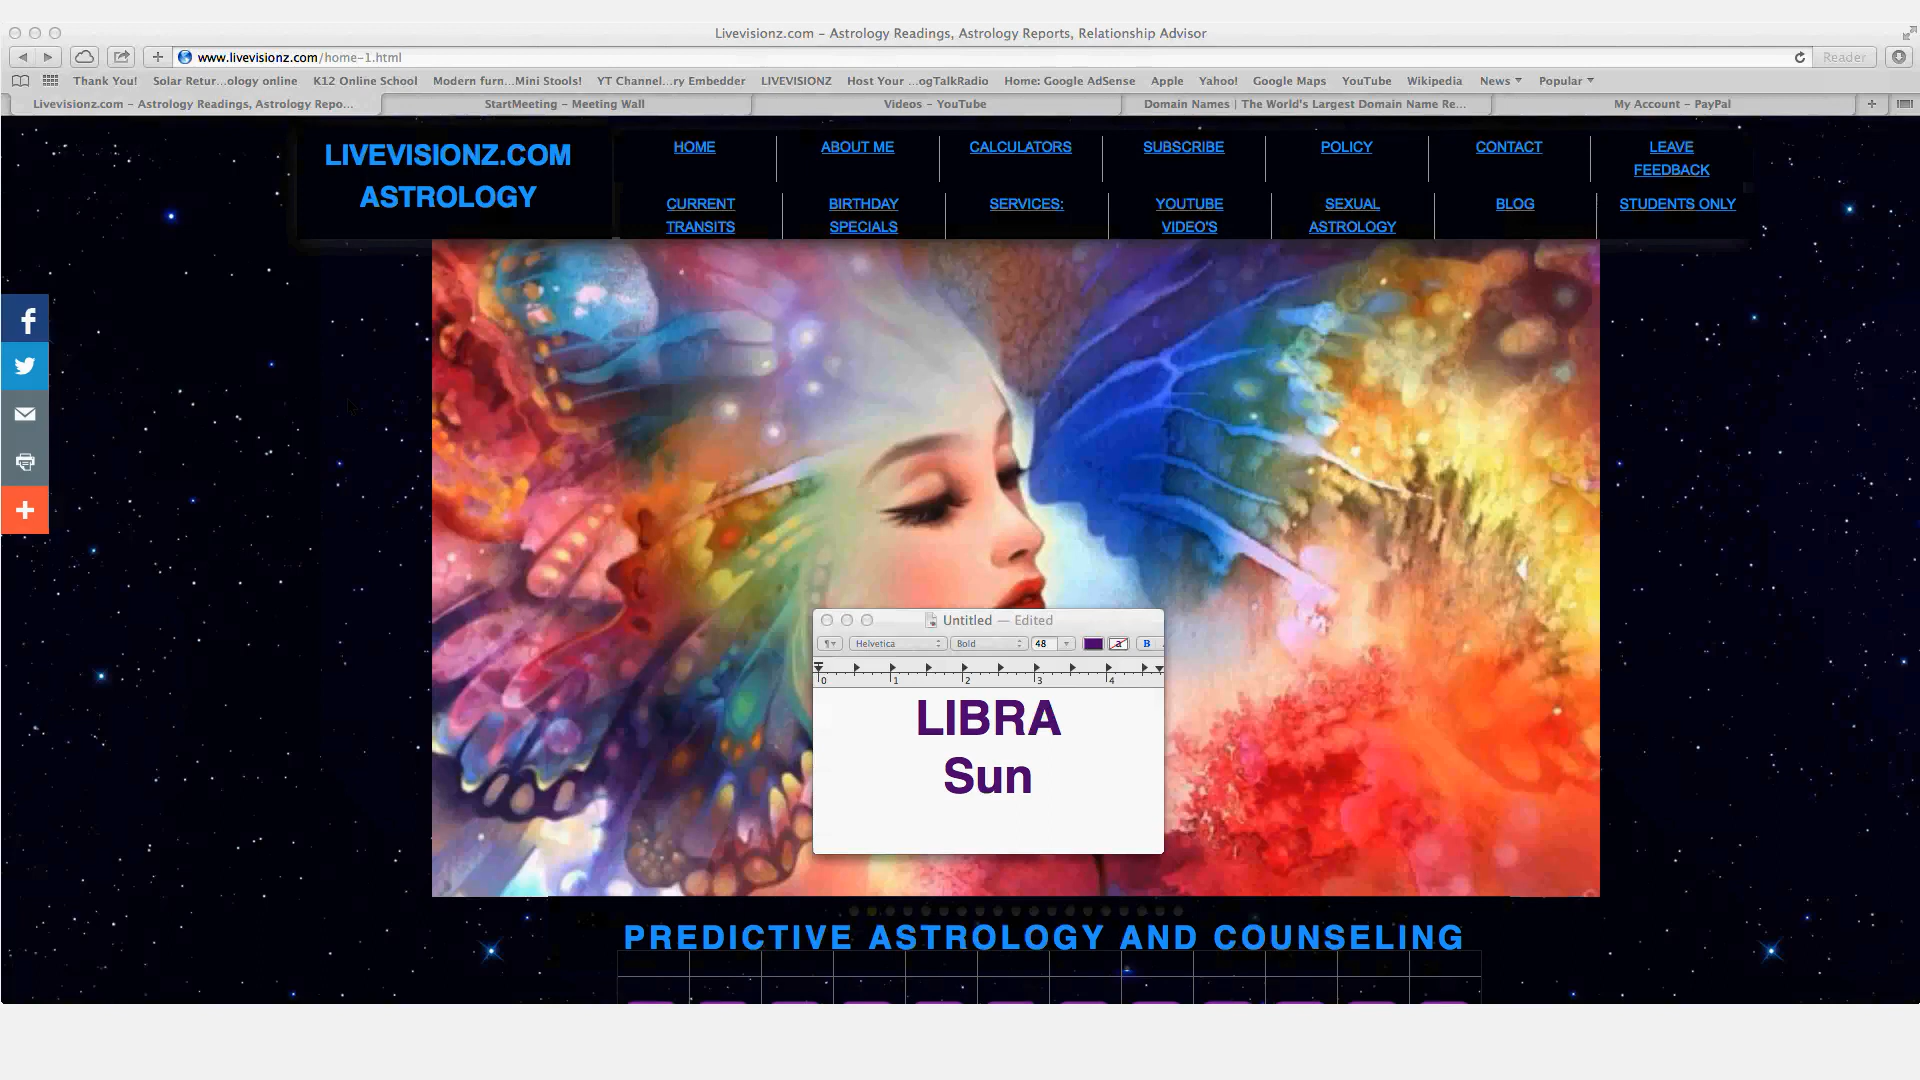 Livevisionz.com – Astrology Readings, Astrology Reports, Relationship Advisor
www.livevisionz.com/home-1.html
Reader
Thank You! Solar Retur...ology online K12 Online School Modern furn...Mini Stools! YT Channel...ry Embedder LIVEVISIONZ Host Your ...ogTalkRadio Home: Google AdSense Apple Yahoo! Google Maps YouTube Wikipedia News Popular
Livevisionz.com – Astrology Readings, Astrology Repo... StartMeeting – Meeting Wall Videos – YouTube Domain Names | The World's Largest Domain Name Re... My Account – PayPal
LIVEVISIONZ.COM
ASTROLOGY
HOME ABOUT ME CALCULATORS SUBSCRIBE POLICY CONTACT LEAVE
FEEDBACK
CURRENT BIRTHDAY SERVICES: YOUTUBE SEXUAL BLOG STUDENTS ONLY
TRANSITS SPECIALS VIDEO'S ASTROLOGY
Untitled — Edited
Helvetica Bold 48 a B
0 1 2 3 4
LIBRA
Sun
PREDICTIVE ASTROLOGY AND COUNSELING